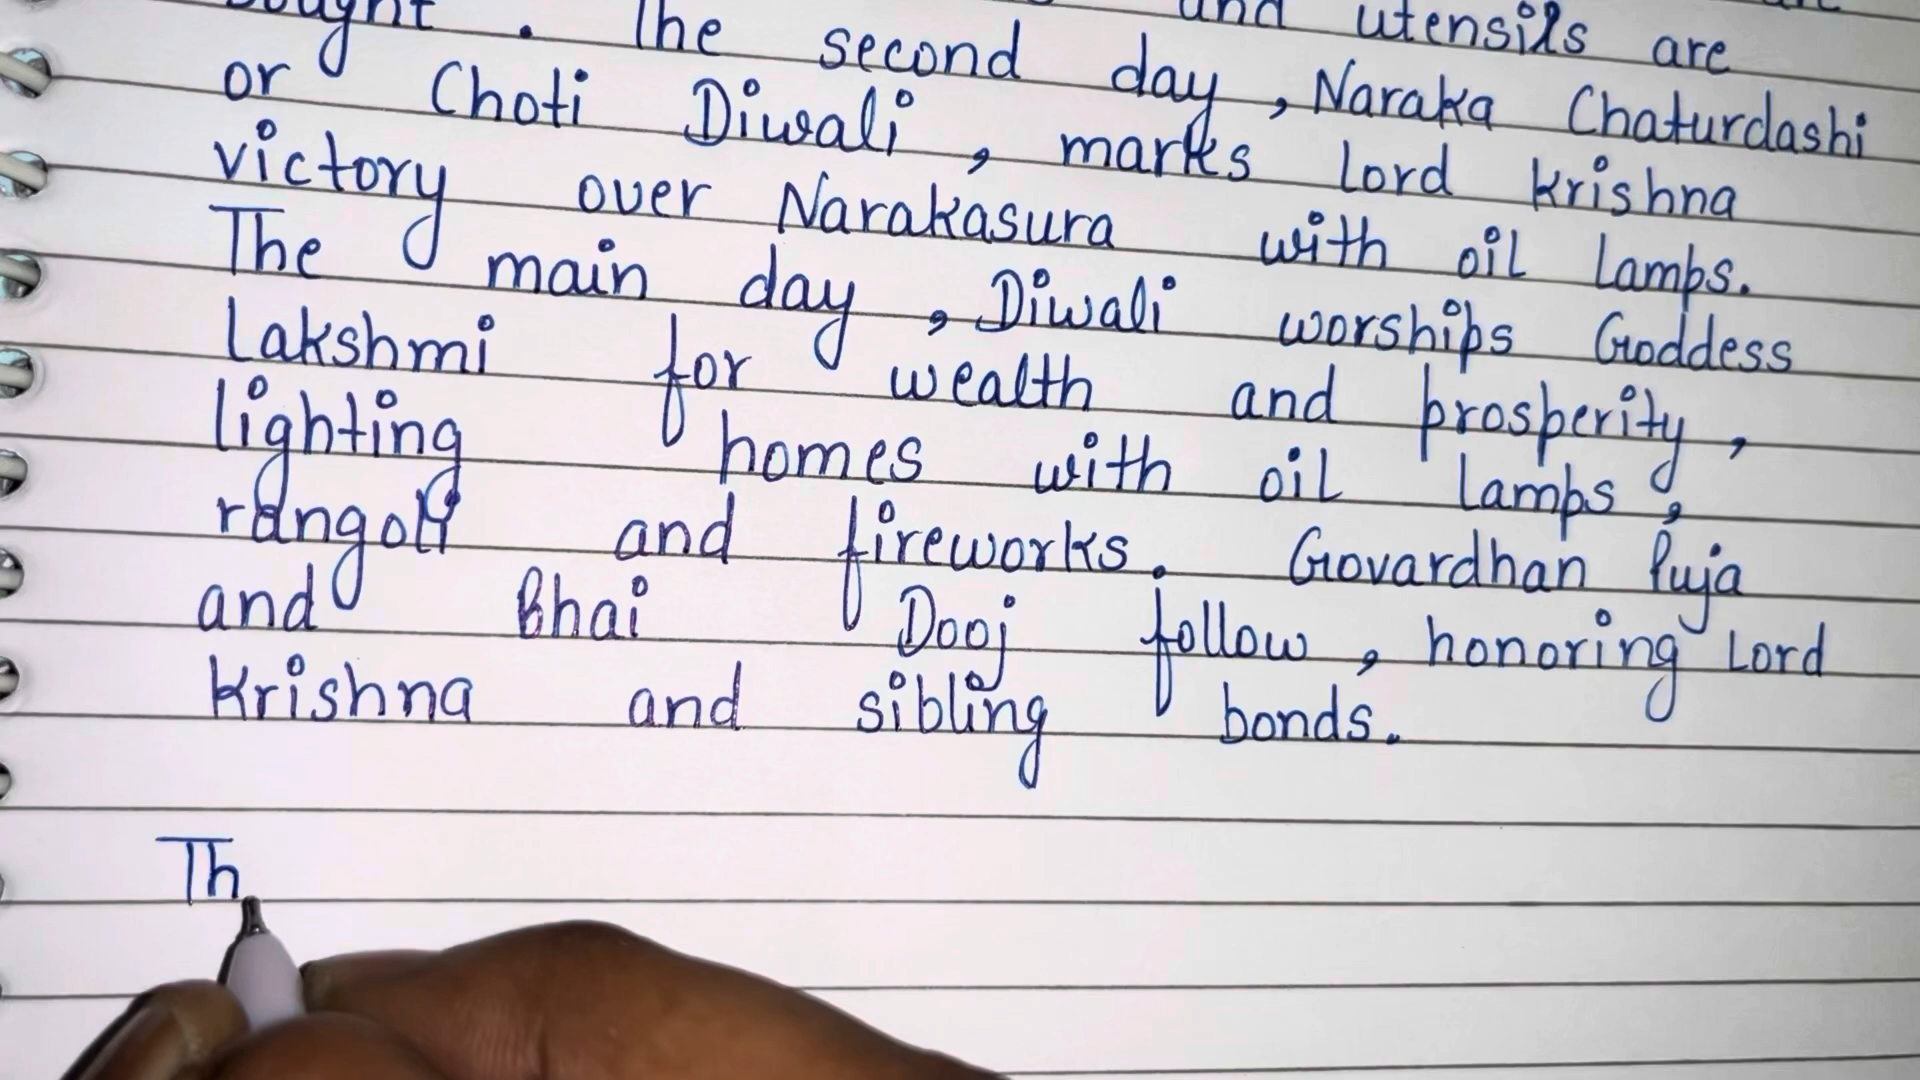 bought. The and utensils are
or Choti second day, Naraka Chaturdashi
victory Diwali, marks lord Krishna
The over Narakasura with oil lamps.
Lakshmi main day, Diwali worships Goddess
lighting for wealth and prosperity,
rangoli homes with oil lamps,
and and fireworks. Govardhan Puja
Krishna Bhai Dooj follow, honoring Lord
and sibling bonds.
Th